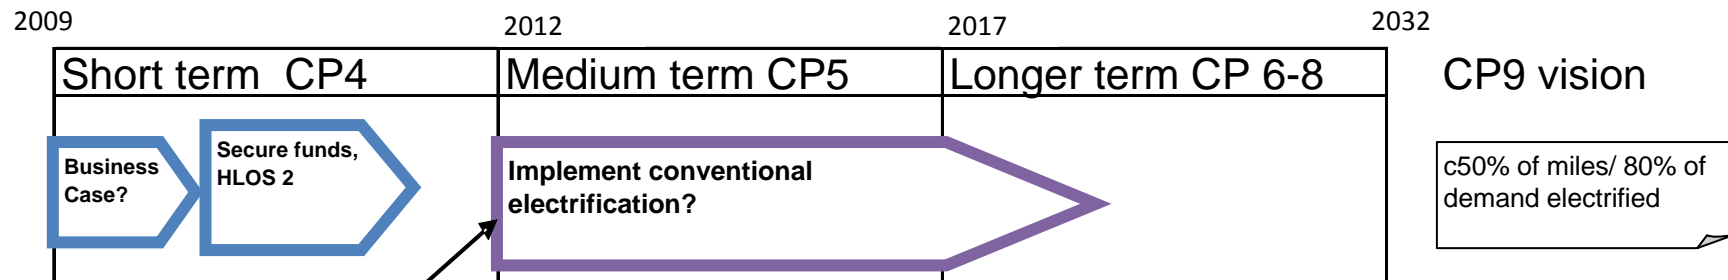 2009
2012
2017
2032
Short term  CP4
Medium term CP5
Longer term CP 6-8
CP9 vision
Business
Case?
Secure funds,
HLOS 2
Implement conventional
electrification?
c50% of miles/ 80% of
demand electrified